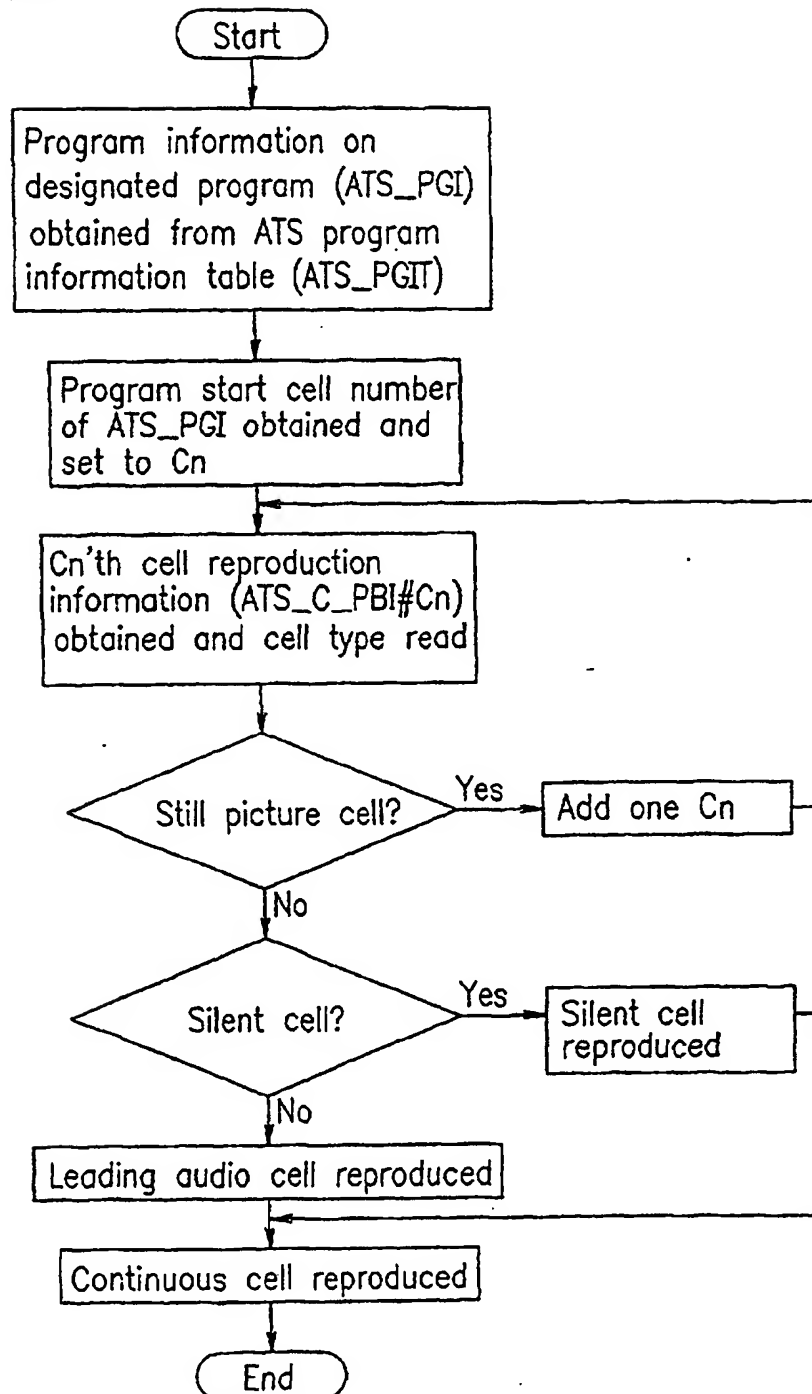 Start
Program information on
designated program (ATS_PGI)
obtained from ATS program
information table (ATS_PGIT)
Program start cell number
of ATS_PGI obtained and
set to Cn
Cn'th cell reproduction
information (ATS_C_PBI#Cn)
obtained and cell type read
Still picture cell?
Yes
Add one Cn
No
Silent cell?
Yes
Silent cell
reproduced
No
Leading audio cell reproduced
Continuous cell reproduced
End